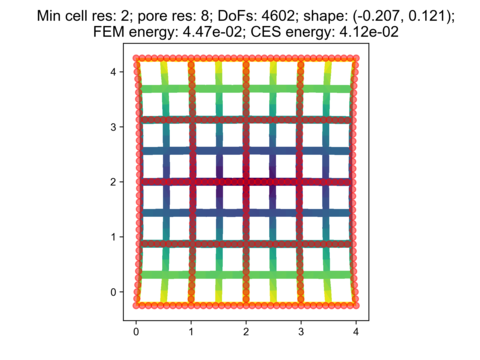 Min cell res: 2; pore res: 8; DoFs: 4602; shape: (-0.207, 0.121);
FEM energy: 4.47e-02; CES energy: 4.12e-02
4
3
2
1
0
0 1 2 3 4